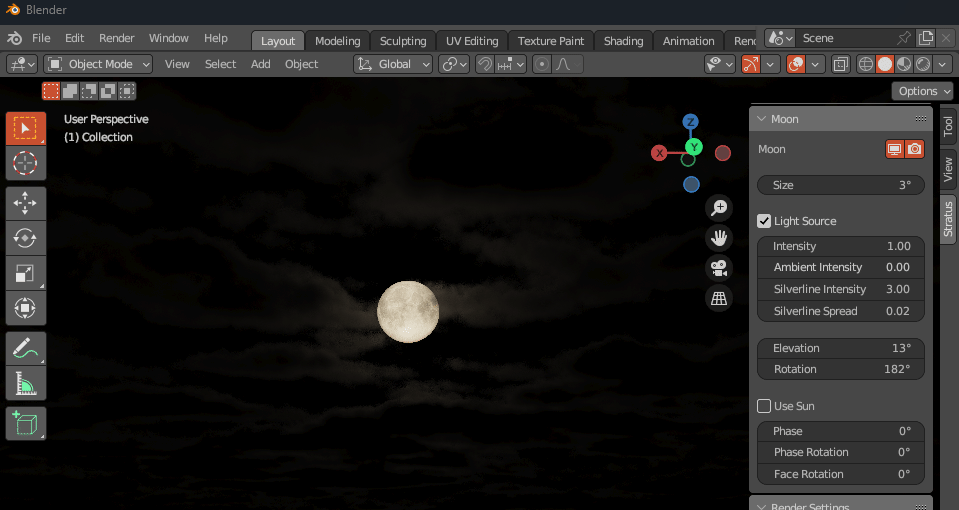 Blender
File Edit Render Window Help
Layout Modeling Sculpting UV Editing Texture Paint Shading Animation Ren
Scene
Object Mode View Select Add Object Global
Options
User Perspective
(1) Collection
Z
X
Y
Moon
Moon
Size 3°
Light Source
Intensity 1.00
Ambient Intensity 0.00
Silverline Intensity 3.00
Silverline Spread 0.02
Elevation 13°
Rotation 182°
Use Sun
Phase 0°
Phase Rotation 0°
Face Rotation 0°
Render Settings
Tool
View
Stratus